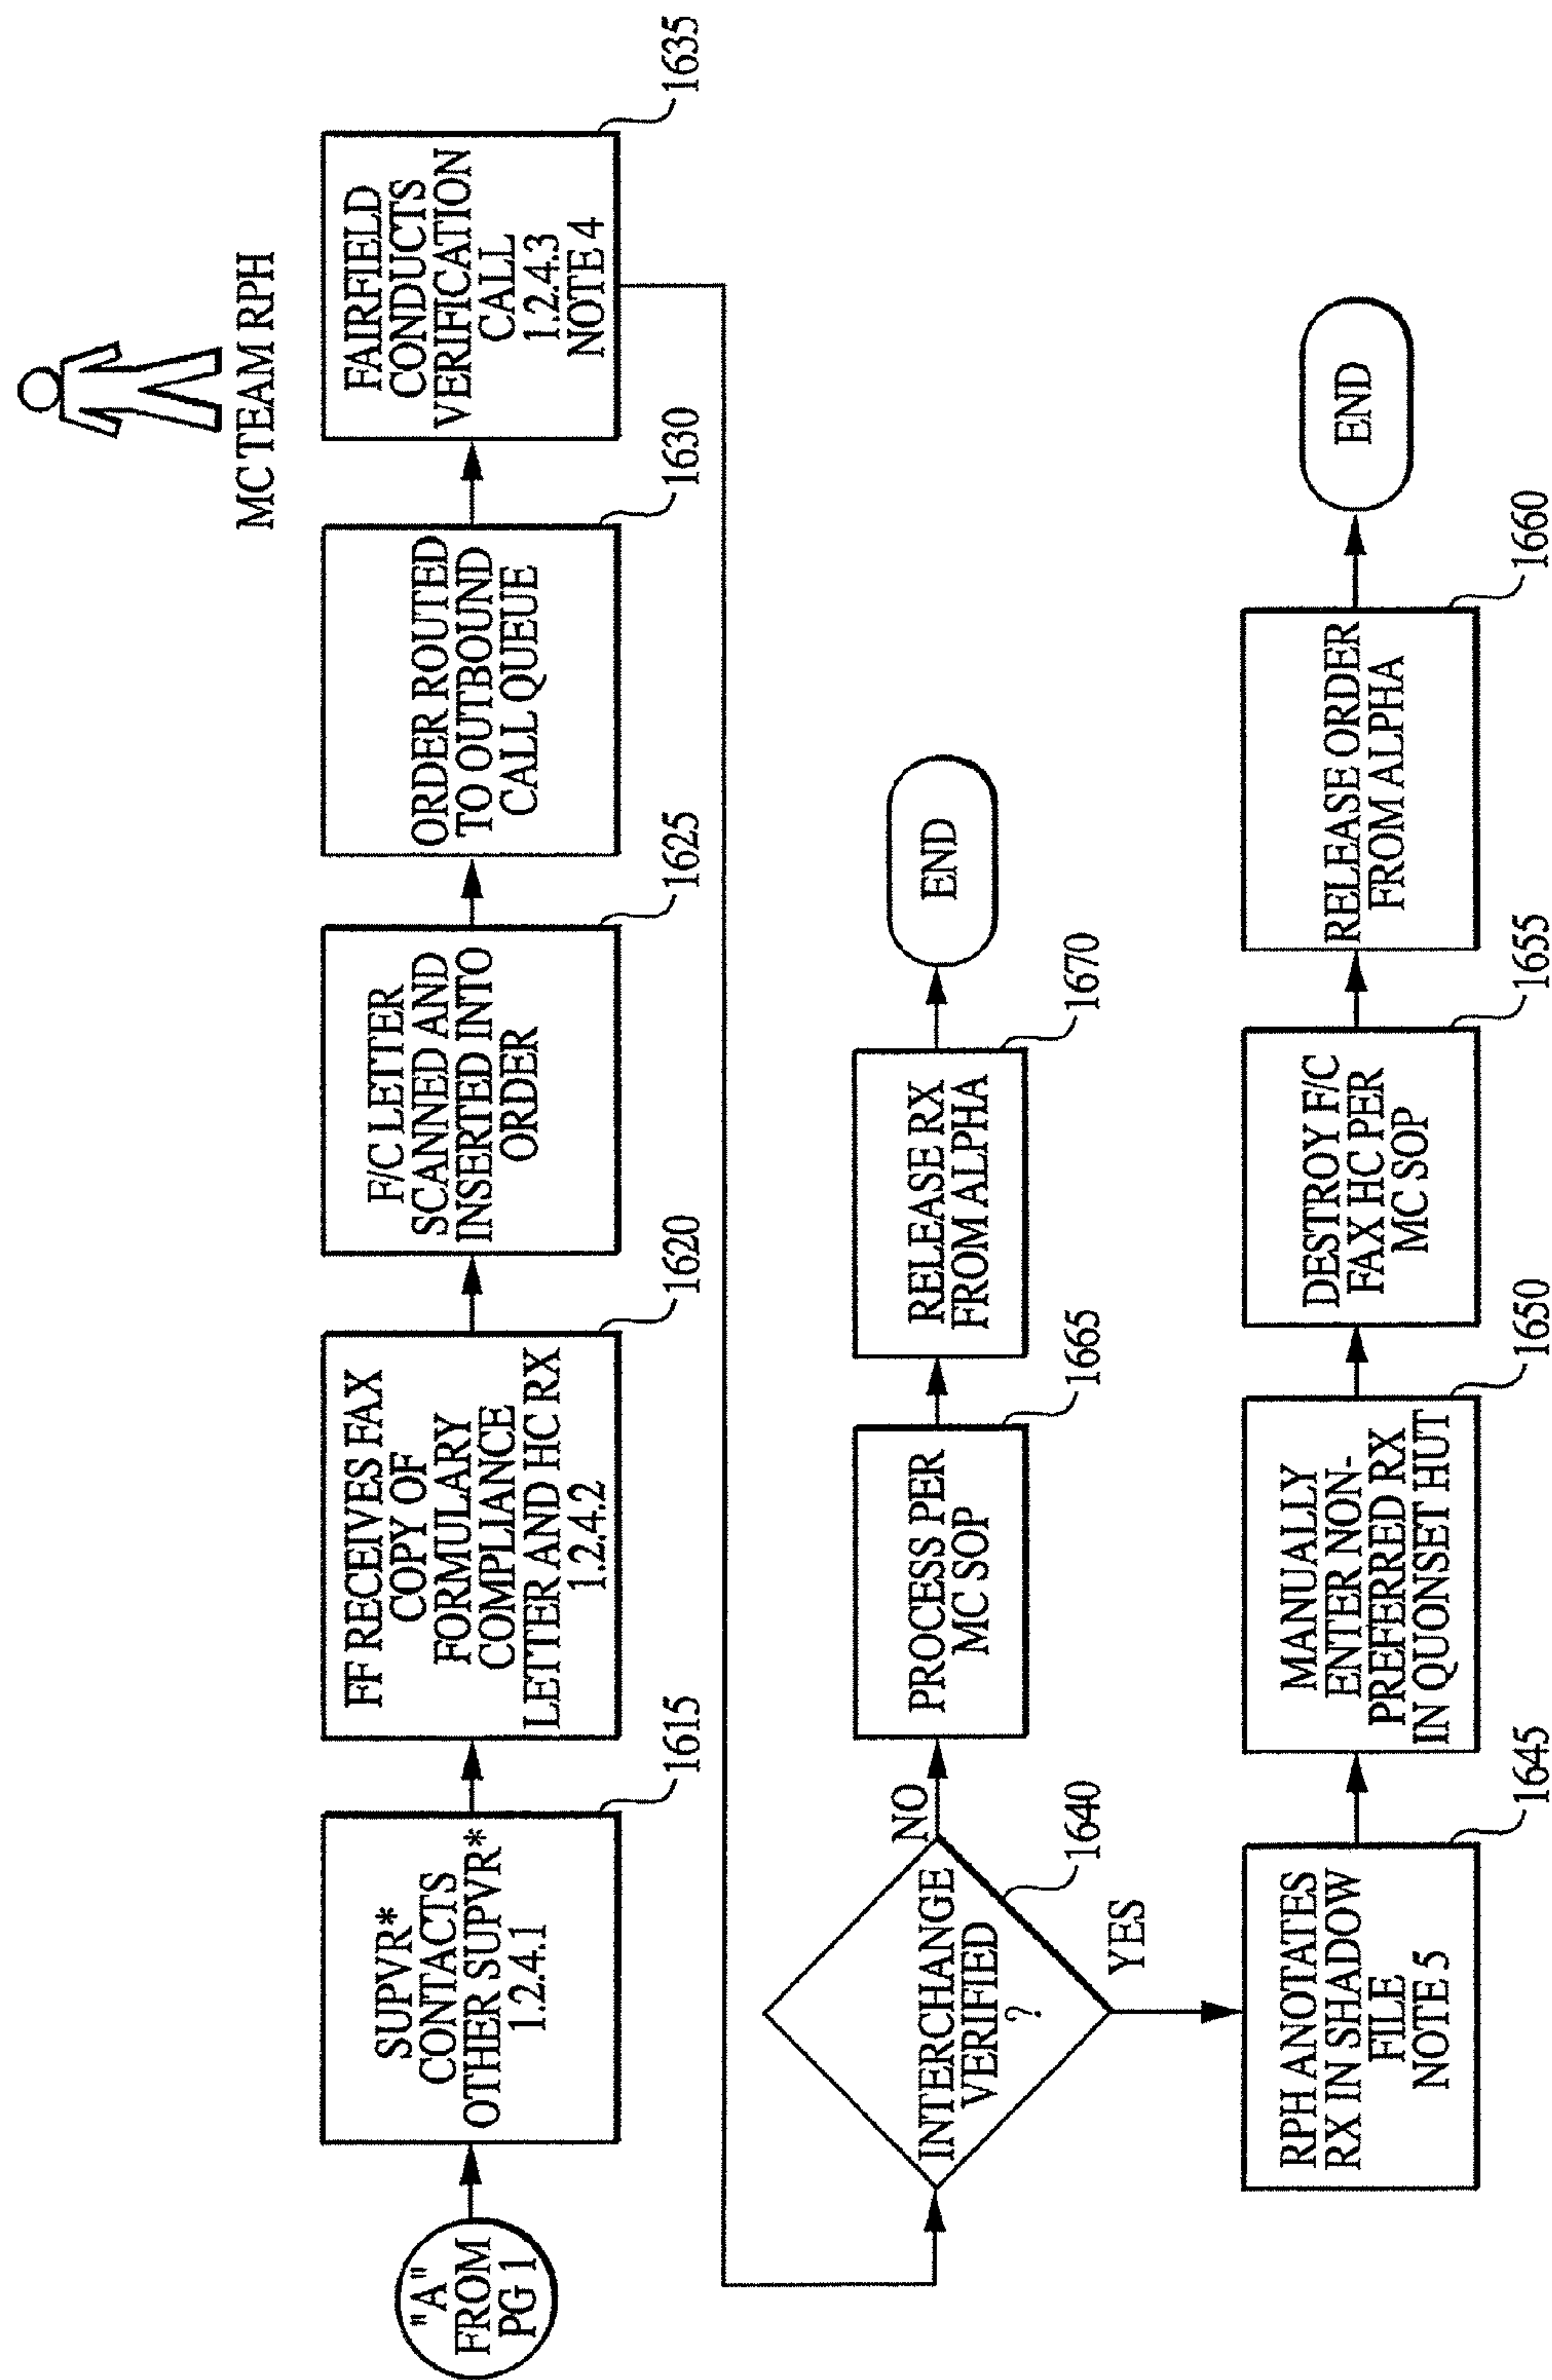 MC TEAM RPH
"A"
FROM
PG 1
SUPVR*
CONTACTS
OTHER SUPVR*
1.2.4.1
1615
FF RECEIVES FAX
COPY OF
FORMULARY
COMPLIANCE
LETTER AND HC RX
1.2.4.2
1620
F/C LETTER
SCANNED AND
INSERTED INTO
ORDER
1625
ORDER ROUTED
TO OUTBOUND
CALL QUEUE
1630
FAIRFIELD
CONDUCTS
VERIFICATION
CALL
1.2.4.3
NOTE 4
1635
INTERCHANGE
VERIFIED
?
1640
NO
PROCESS PER
MC SOP
1665
RELEASE RX
FROM ALPHA
1670
END
YES
RPH ANOTATES
RX IN SHADOW
FILE
NOTE 5
1645
MANUALLY
ENTER NON-
PREFERRED RX
IN QUONSET HUT
1650
DESTROY F/C
FAX HC PER
MC SOP
1655
RELEASE ORDER
FROM ALPHA
1660
END